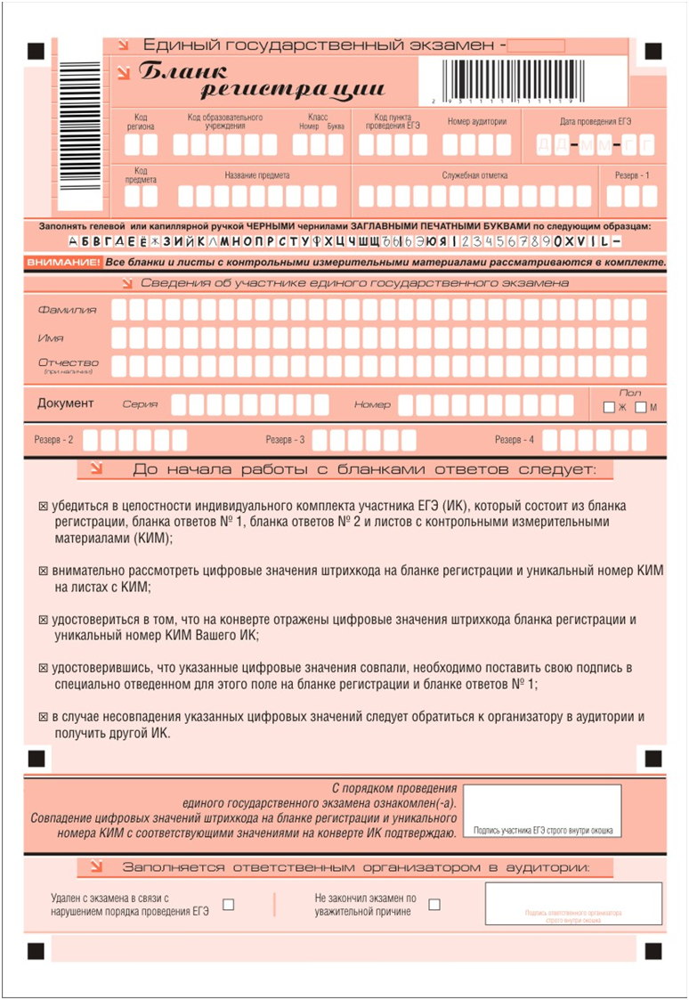 Единый государственный экзамен -
Бланк
регистрации
2 931111 111119
Код региона
Код образовательного учреждения
Класс
Номер Буква
Код пункта проведения ЕГЭ
Номер аудитории
Дата проведения ЕГЭ
Д Д - М М - Г Г
Код предмета
Название предмета
Служебная отметка
Резерв - 1
Заполнять гелевой или капиллярной ручкой ЧЕРНЫМИ чернилами ЗАГЛАВНЫМИ ПЕЧАТНЫМИ БУКВАМИ по следующим образцам:
А Б В Г Д Е Ё Ж З И Й К Л М Н О П Р С Т У Ф Х Ц Ч Ш Щ Ъ Ы Ь Э Ю Я 1 2 3 4 5 6 7 8 9 0 X V I L -
ВНИМАНИЕ! Все бланки и листы с контрольными измерительными материалами рассматриваются в комплекте.
Сведения об участнике единого государственного экзамена
Фамилия
Имя
Отчество
(при наличии)
Документ Серия Номер
Пол
Ж М
Резерв - 2 Резерв - 3 Резерв - 4
До начала работы с бланками ответов следует:
☒ убедиться в целостности индивидуального комплекта участника ЕГЭ (ИК), который состоит из бланка
регистрации, бланка ответов № 1, бланка ответов № 2 и листов с контрольными измерительными
материалами (КИМ);
☒ внимательно рассмотреть цифровые значения штрихкода на бланке регистрации и уникальный номер КИМ
на листах с КИМ;
☒ удостовериться в том, что на конверте отражены цифровые значения штрихкода бланка регистрации и
уникальный номер КИМ Вашего ИК;
☒ удостоверившись, что указанные цифровые значения совпали, необходимо поставить свою подпись в
специально отведенном для этого поле на бланке регистрации и бланке ответов № 1;
☒ в случае несовпадения указанных цифровых значений следует обратиться к организатору в аудитории и
получить другой ИК.
С порядком проведения
единого государственного экзамена ознакомлен(-а).
Совпадение цифровых значений штрихкода на бланке регистрации и уникального
номера КИМ с соответствующими значениями на конверте ИК подтверждаю.
Подпись участника ЕГЭ строго внутри окошка
Заполняется ответственным организатором в аудитории:
Удален с экзамена в связи с
нарушением порядка проведения ЕГЭ
Не закончил экзамен по
уважительной причине
Подпись ответственного организатора
строго внутри окошка